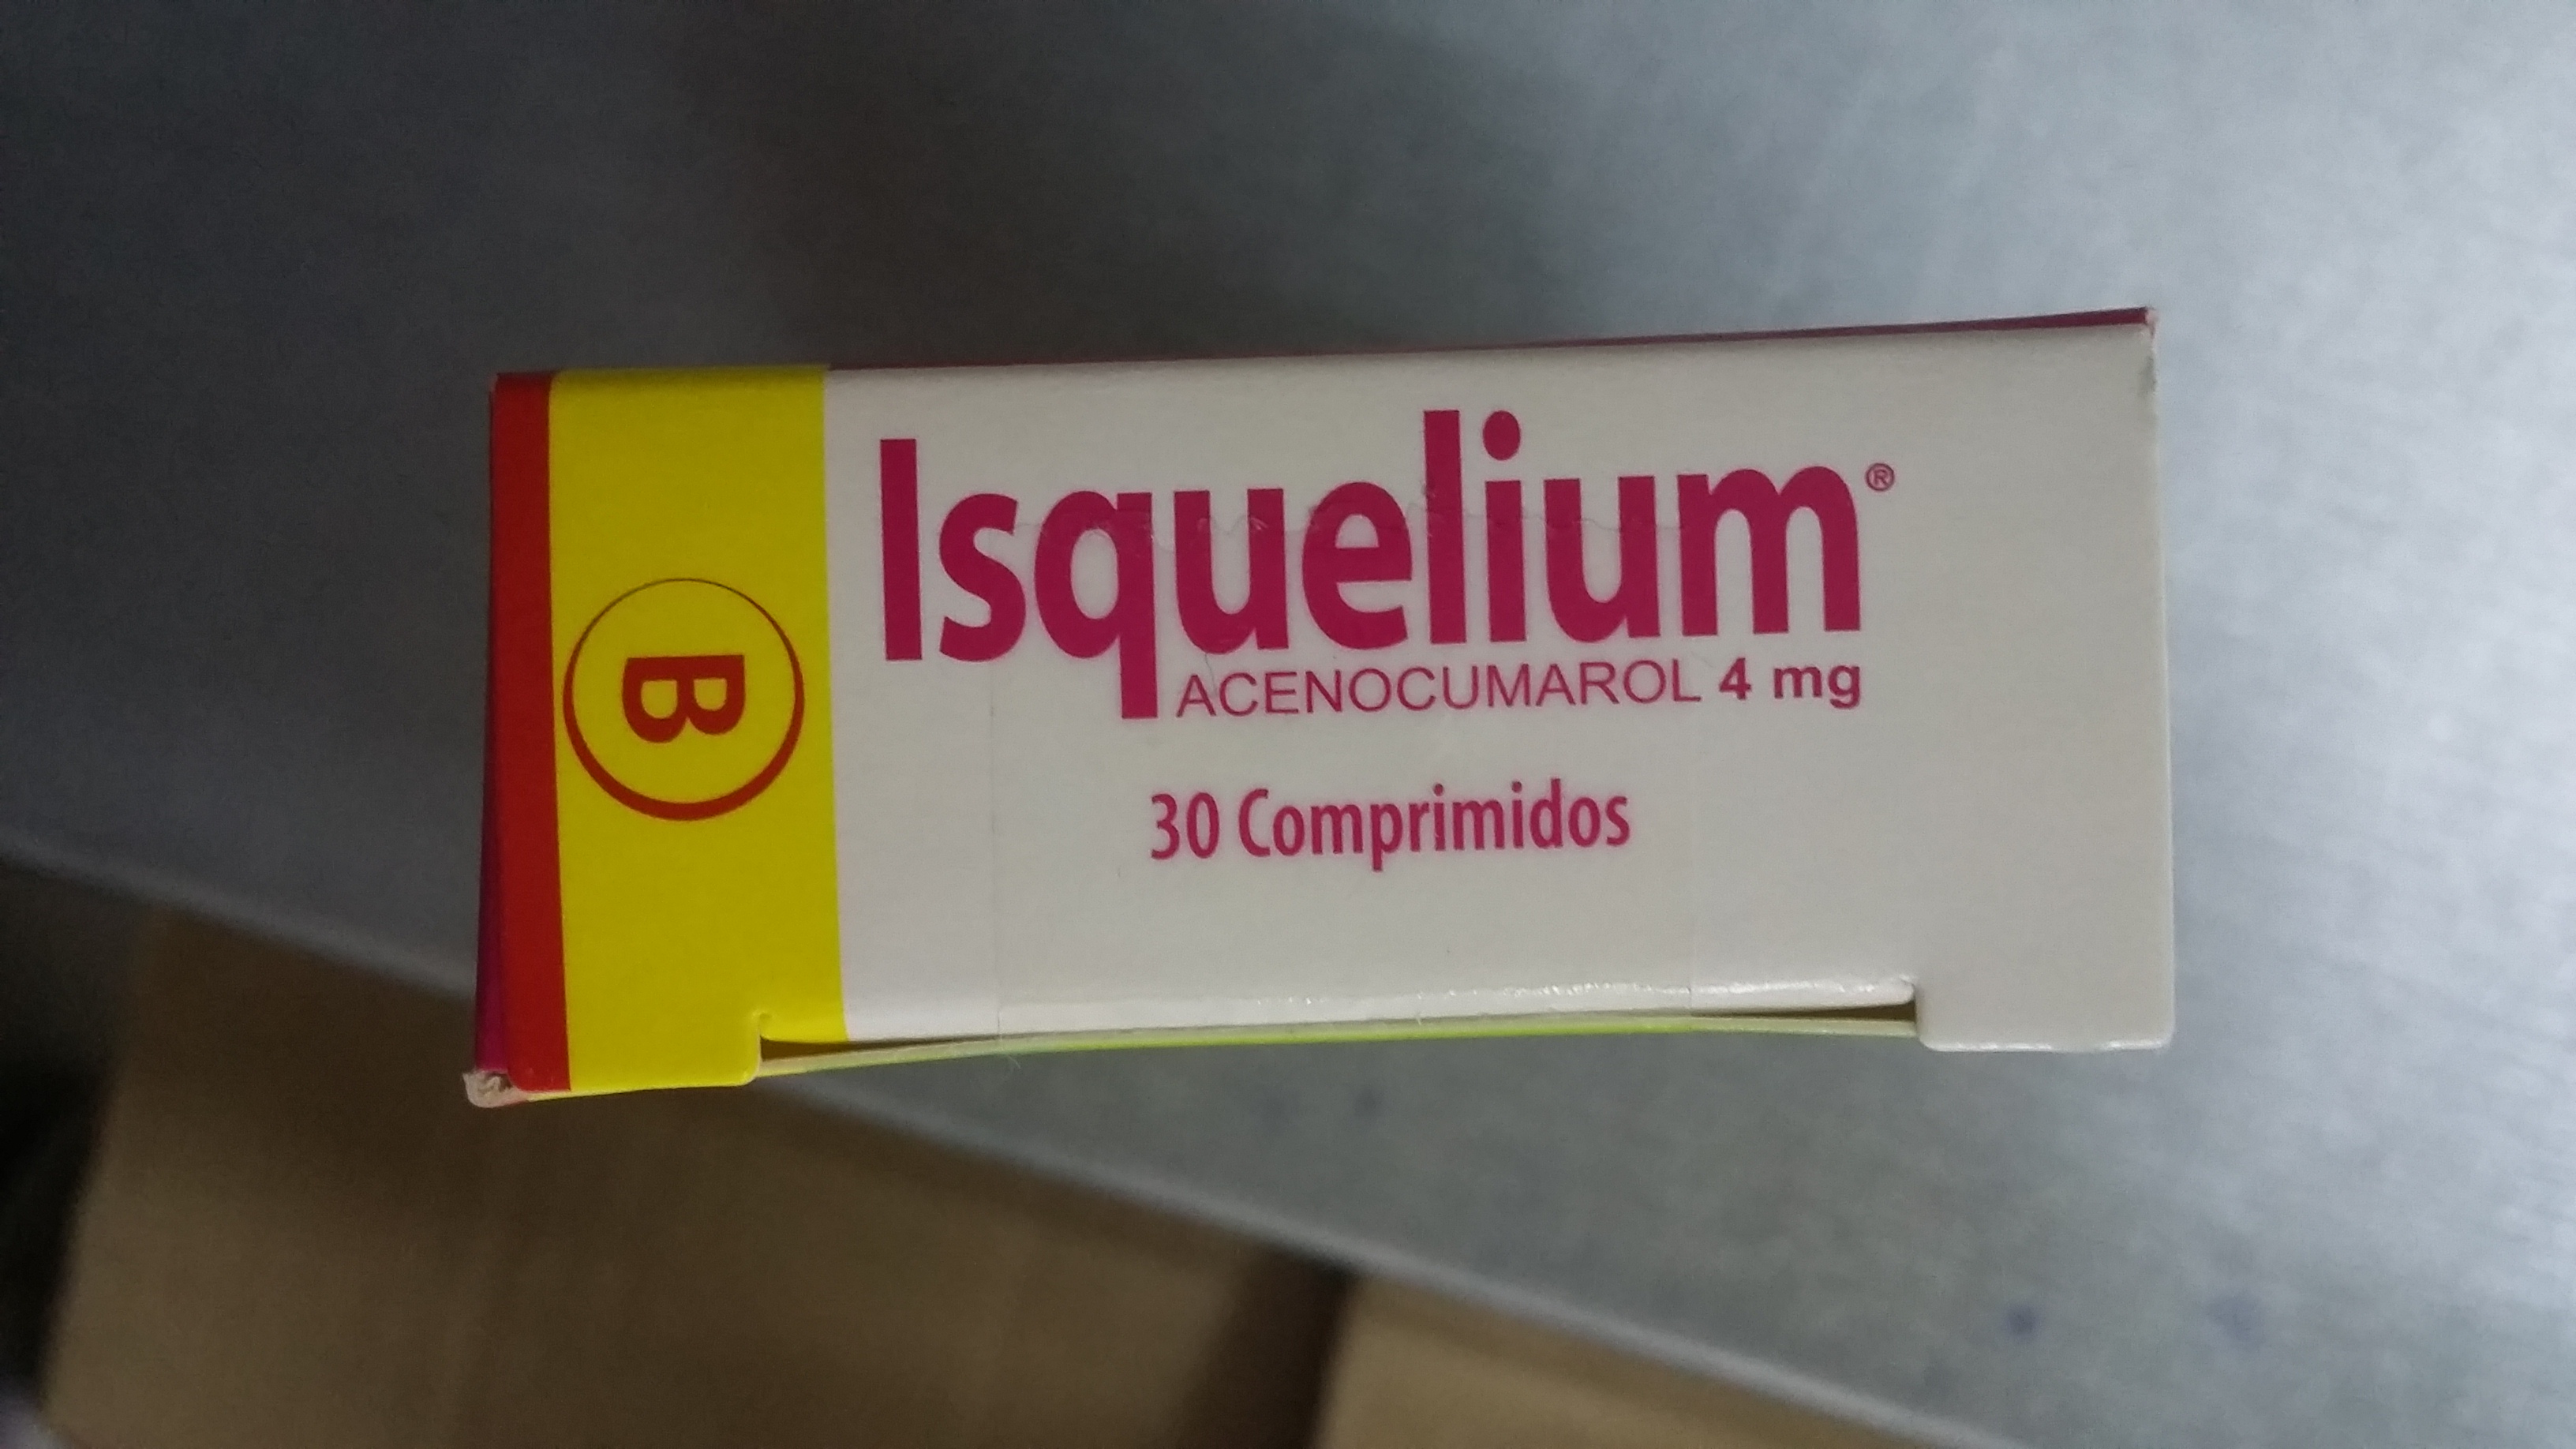 B
Isquelium®
ACENOCUMAROL 4 mg
30 Comprimidos